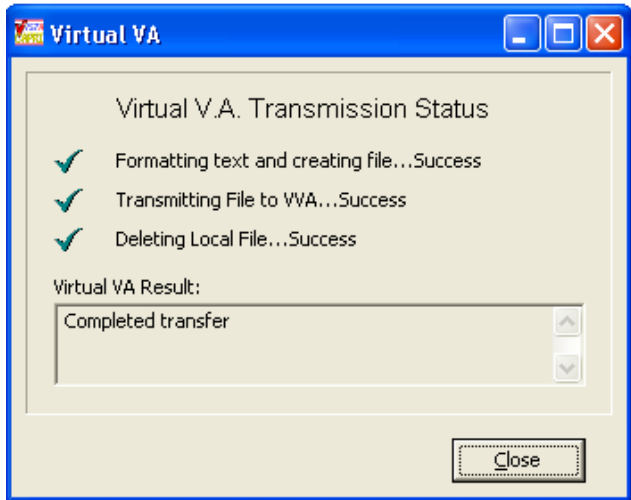 Virtual VA
Virtual V.A. Transmission Status
Formatting text and creating file...Success
Transmitting File to VVA...Success
Deleting Local File...Success
Virtual VA Result:
Completed transfer
Close